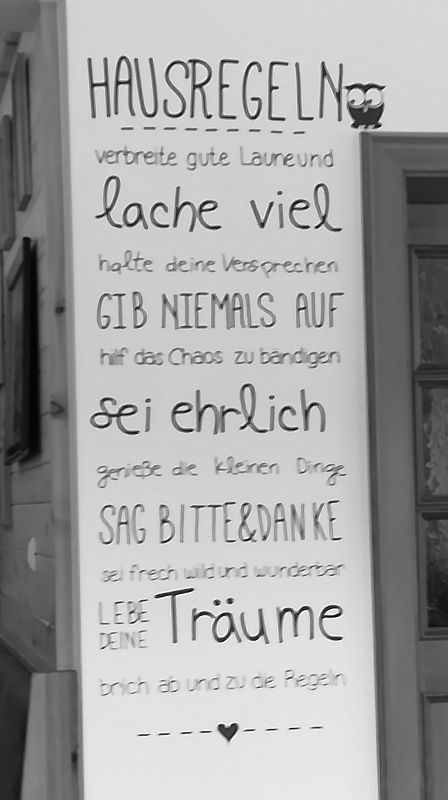 HAUSREGELN
verbreite gute Laune und
lache viel
halte deine Versprechen
GIB NIEMALS AUF
hilf das Chaos zu bändigen
sei ehrlich
genieße die kleinen Dinge
SAG BITTE&DANKE
sei frech wild und wunderbar
LEBE
DEINE Träume
brich ab und zu die Regeln